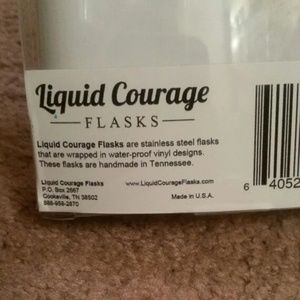 Liquid Courage
FLASKS
Liquid Courage Flasks are stainless steel flasks
that are wrapped in water-proof vinyl designs.
These flasks are handmade in Tennessee.
Liquid Courage Flasks www.LiquidCourageFlasks.com
P.O. Box 2667
Cookeville, TN 38502 Made in U.S.A.
888-958-2870
6 4052